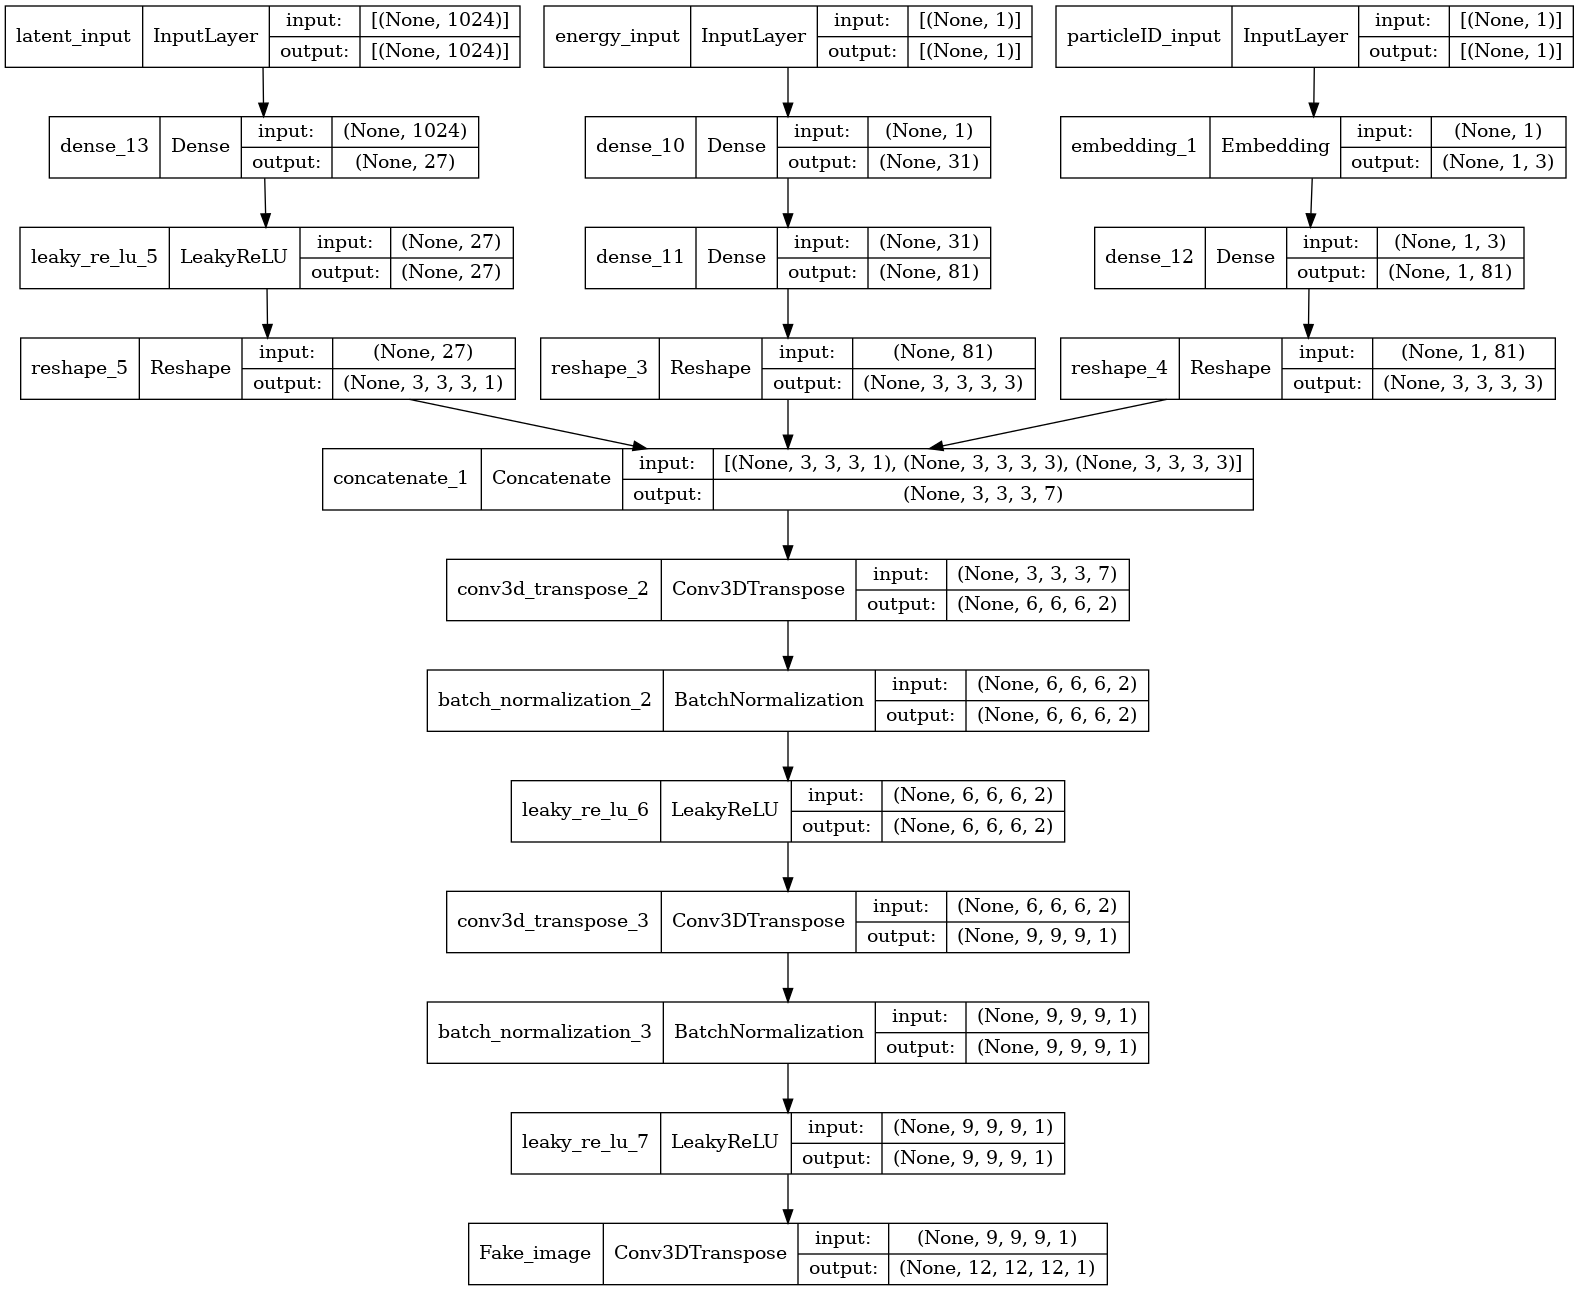 latent_input InputLayer input: [(None, 1024)]
output: [(None, 1024)]
energy_input InputLayer input: [(None, 1)]
output: [(None, 1)]
particleID_input InputLayer input: [(None, 1)]
output: [(None, 1)]
dense_13 Dense input: (None, 1024)
output: (None, 27)
dense_10 Dense input: (None, 1)
output: (None, 31)
embedding_1 Embedding input: (None, 1)
output: (None, 1, 3)
leaky_re_lu_5 LeakyReLU input: (None, 27)
output: (None, 27)
dense_11 Dense input: (None, 31)
output: (None, 81)
dense_12 Dense input: (None, 1, 3)
output: (None, 1, 81)
reshape_5 Reshape input: (None, 27)
output: (None, 3, 3, 3, 1)
reshape_3 Reshape input: (None, 81)
output: (None, 3, 3, 3, 3)
reshape_4 Reshape input: (None, 1, 81)
output: (None, 3, 3, 3, 3)
concatenate_1 Concatenate input: [(None, 3, 3, 3, 1), (None, 3, 3, 3, 3), (None, 3, 3, 3, 3)]
output: (None, 3, 3, 3, 7)
conv3d_transpose_2 Conv3DTranspose input: (None, 3, 3, 3, 7)
output: (None, 6, 6, 6, 2)
batch_normalization_2 BatchNormalization input: (None, 6, 6, 6, 2)
output: (None, 6, 6, 6, 2)
leaky_re_lu_6 LeakyReLU input: (None, 6, 6, 6, 2)
output: (None, 6, 6, 6, 2)
conv3d_transpose_3 Conv3DTranspose input: (None, 6, 6, 6, 2)
output: (None, 9, 9, 9, 1)
batch_normalization_3 BatchNormalization input: (None, 9, 9, 9, 1)
output: (None, 9, 9, 9, 1)
leaky_re_lu_7 LeakyReLU input: (None, 9, 9, 9, 1)
output: (None, 9, 9, 9, 1)
Fake_image Conv3DTranspose input: (None, 9, 9, 9, 1)
output: (None, 12, 12, 12, 1)